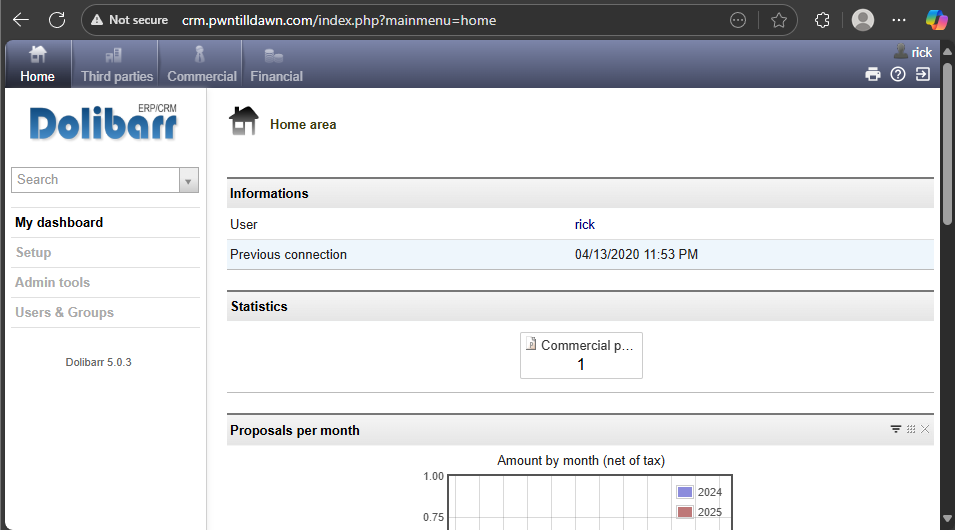 Not secure crm.pwntilldawn.com/index.php?mainmenu=home
rick
Home Third parties Commercial Financial
ERP/CRM
Dolibarr
Home area
Search
My dashboard
Setup
Admin tools
Users & Groups
Dolibarr 5.0.3
Informations
User rick
Previous connection 04/13/2020 11:53 PM
Statistics
Commercial p...
1
Proposals per month
Amount by month (net of tax)
1.00
2024
2025
0.75